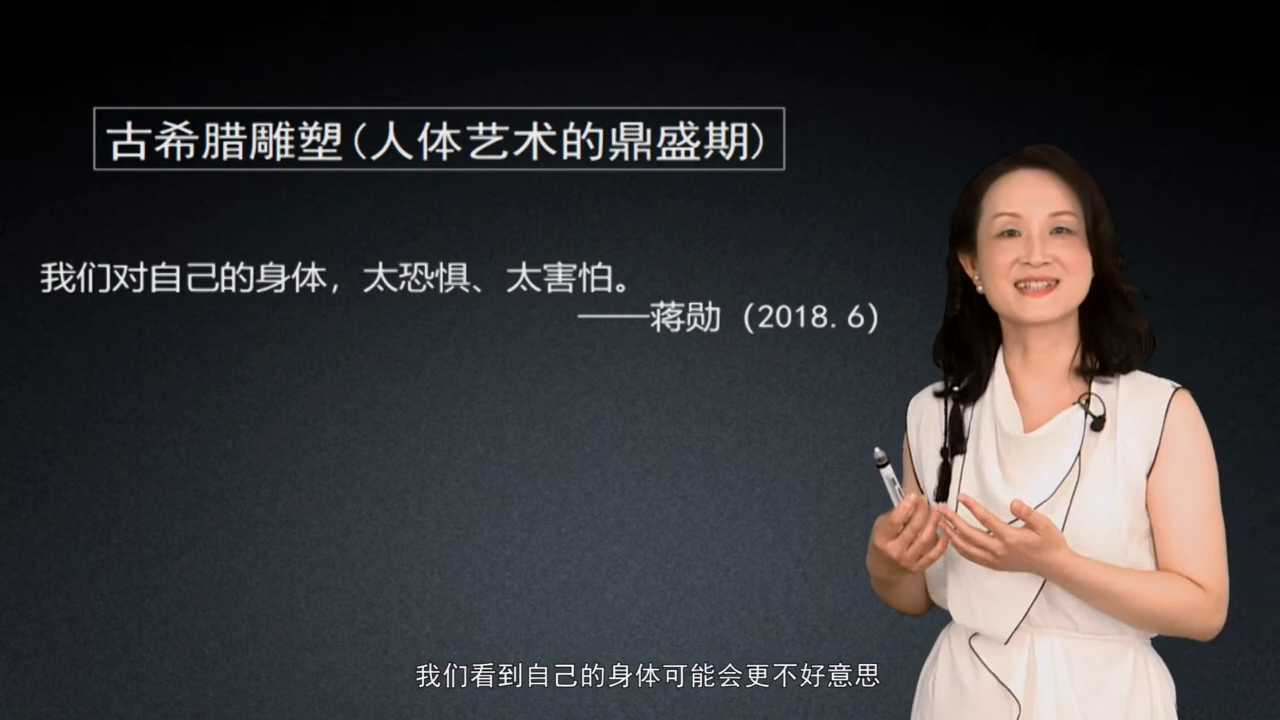 古希腊雕塑(人体艺术的鼎盛期)
我们对自己的身体，太恐惧、太害怕。
——蒋勋 (2018.6)
我们看到自己的身体可能会更不好意思